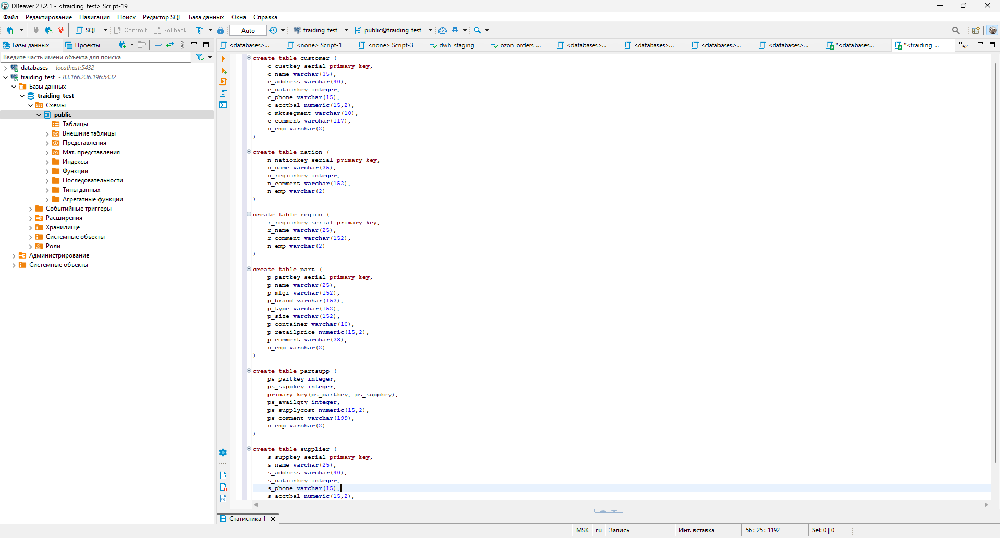 DBeaver 23.2.1 - <traiding_test> Script-19
Файл Редактирование Навигация Поиск Редактор SQL База данных Окна Справка
SQL Commit Rollback Auto traiding_test public@traiding_test
Базы данных Проекты
<databases>... <none> Script-1 <none> Script-3 dwh_staging ozon_orders_... <databases>... <databases>... <databases>... <databases>... *<databases... *<traiding_... »52
Введите часть имени объекта для поиска
databases - localhost:5432
traiding_test - 83.166.236.196:5432
Базы данных
traiding_test
Схемы
public
Таблицы
Внешние таблицы
Представления
Мат. представления
Индексы
Функции
Последовательности
Типы данных
Агрегатные функции
Событийные триггеры
Расширения
Хранилище
Системные объекты
Роли
Администрирование
Системные объекты
create table customer (
c_custkey serial primary key,
c_name varchar(35),
c_address varchar(40),
c_nationkey integer,
c_phone varchar(15),
c_acctbal numeric(15,2),
c_mktsegment varchar(10),
c_comment varchar(117),
n_emp varchar(2)
)
create table nation (
n_nationkey serial primary key,
n_name varchar(25),
n_regionkey integer,
n_comment varchar(152),
n_emp varchar(2)
)
create table region (
r_regionkey serial primary key,
r_name varchar(25),
r_comment varchar(152),
n_emp varchar(2)
)
create table part (
p_partkey serial primary key,
p_name varchar(25),
p_mfgr varchar(152),
p_brand varchar(152),
p_type varchar(152),
p_size varchar(152),
p_container varchar(10),
p_retailprice numeric(15,2),
p_comment varchar(23),
n_emp varchar(2)
)
create table partsupp (
ps_partkey integer,
ps_suppkey integer,
primary key(ps_partkey, ps_suppkey),
ps_availqty integer,
ps_supplycost numeric(15,2),
ps_comment varchar(199),
n_emp varchar(2)
)
create table supplier (
s_suppkey serial primary key,
s_name varchar(25),
s_address varchar(40),
s_nationkey integer,
s_phone varchar(15),
s_acctbal numeric(15,2),
Статистика 1
MSK ru Запись Инт. вставка 56 : 25 : 1192 Sel: 0 | 0